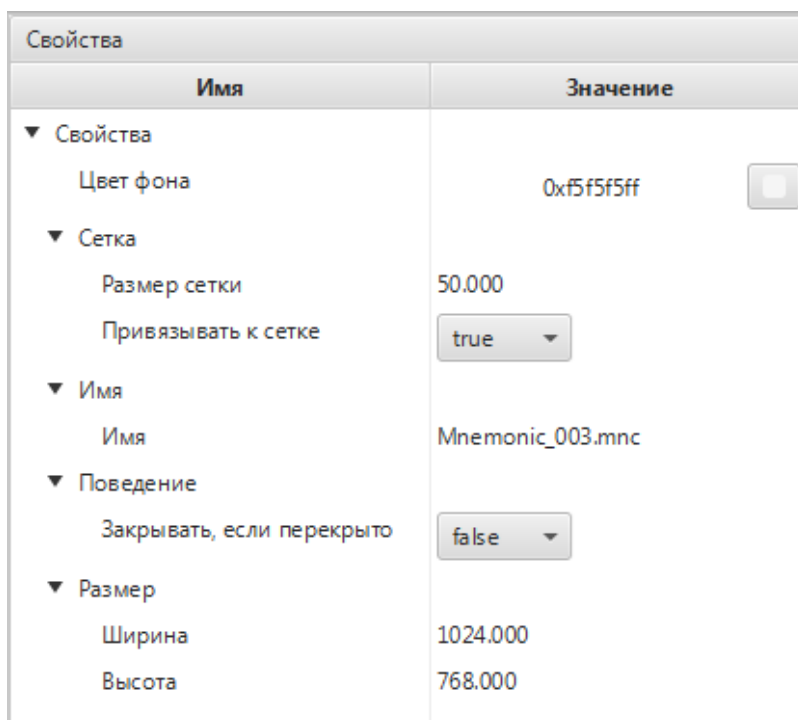 Свойства
Имя Значение
Свойства
Цвет фона 0xf5f5f5ff
Сетка
Размер сетки 50.000
Привязывать к сетке true
Имя
Имя Mnemonic_003.mnc
Поведение
Закрывать, если перекрыто false
Размер
Ширина 1024.000
Высота 768.000